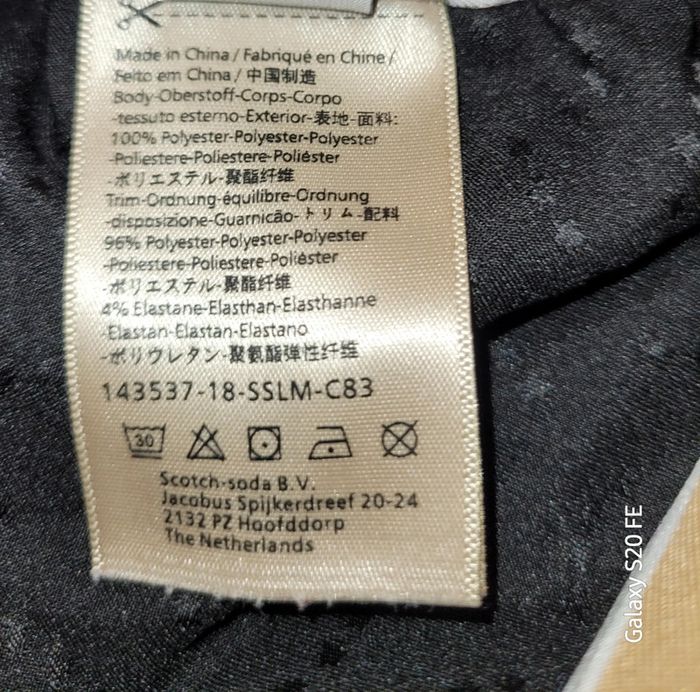 Made in China / Fabriqué en Chine /
Feito em China / 中国制造
Body-Oberstoff-Corps-Corpo
-tessuto esterno-Exterior-表地-面料:
100% Polyester-Polyester-Polyester
-Poliestere-Poliestere-Poliéster
-ポリエステル-聚酯纤维
Trim-Ordnung-équilibre-Ordnung
-disposizione-Guarnicão-トリム-配料
96% Polyester-Polyester-Polyester
-Poliestere-Poliestere-Poliéster
-ポリエステル-聚酯纤维
4% Elastane-Elasthan-Elasthanne
-Elastan-Elastan-Elastano
-ポリウレタン-聚氨酯弹性纤维
143537-18-SSLM-C83
30
Scotch-soda B.V.
Jacobus Spijkerdreef 20-24
2132 PZ Hoofddorp
The Netherlands
Galaxy S20 FE